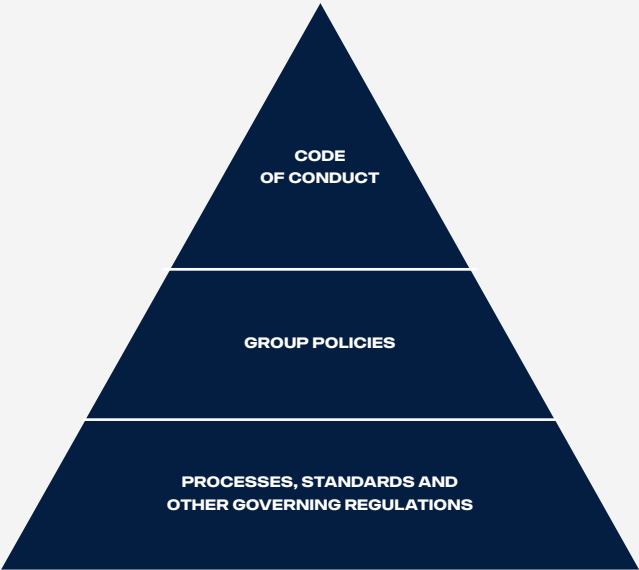 CODE
OF CONDUCT
GROUP POLICIES
PROCESSES, STANDARDS AND
OTHER GOVERNING REGULATIONS